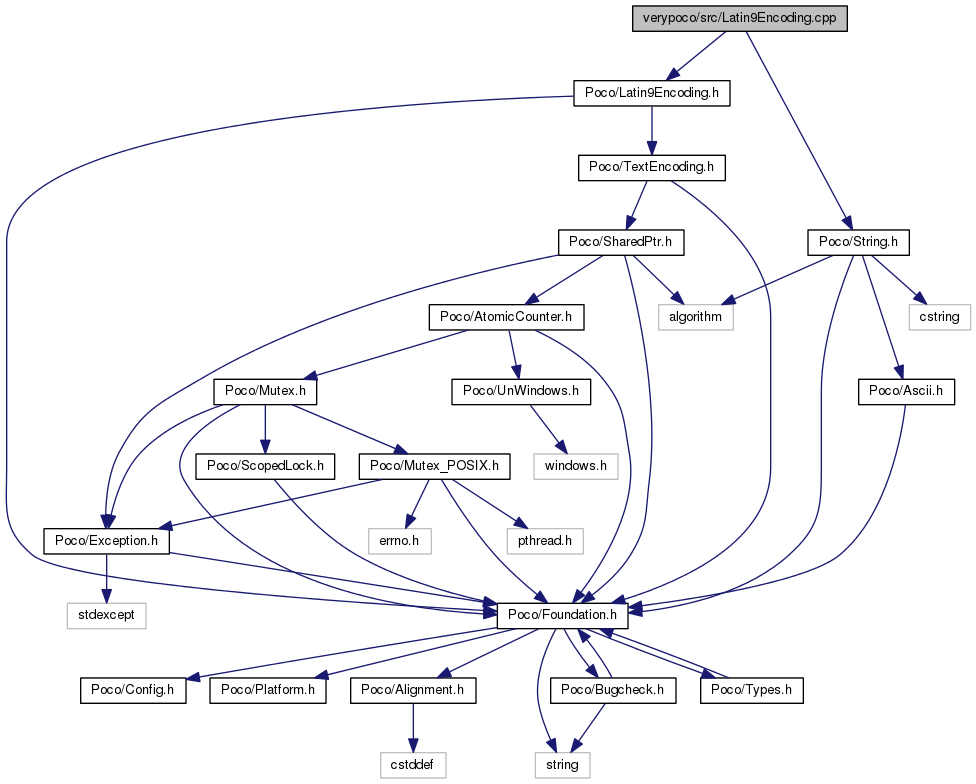 verypoco/src/Latin9Encoding.cpp
Poco/Latin9Encoding.h
Poco/TextEncoding.h
Poco/SharedPtr.h
Poco/String.h
Poco/AtomicCounter.h
algorithm
cstring
Poco/Mutex.h
Poco/UnWindows.h
Poco/Ascii.h
Poco/ScopedLock.h
Poco/Mutex_POSIX.h
windows.h
Poco/Exception.h
errno.h
pthread.h
stdexcept
Poco/Foundation.h
Poco/Config.h
Poco/Platform.h
Poco/Alignment.h
Poco/Bugcheck.h
Poco/Types.h
cstddef
string